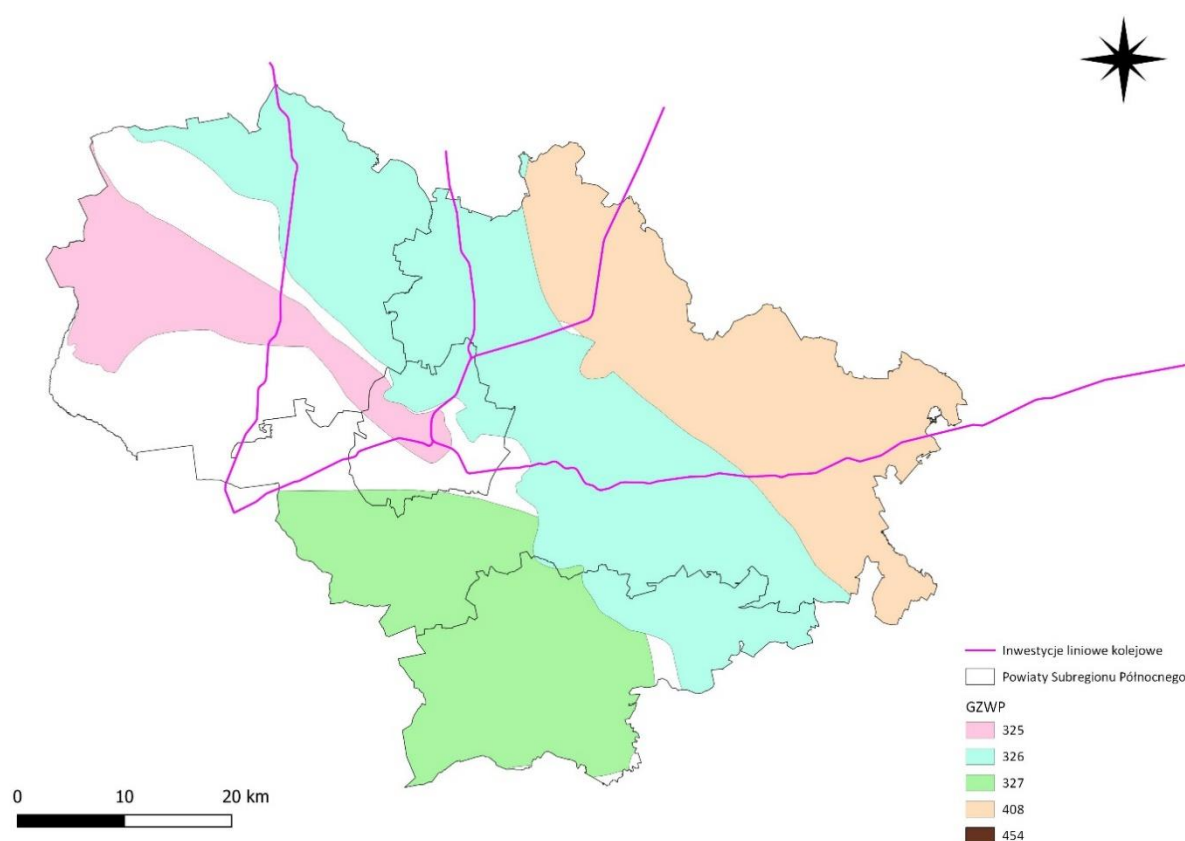 Inwestycje liniowe kolejowe
Powiaty Subregionu Północnego
GZWP
325
326
327
408
454
0 10 20 km